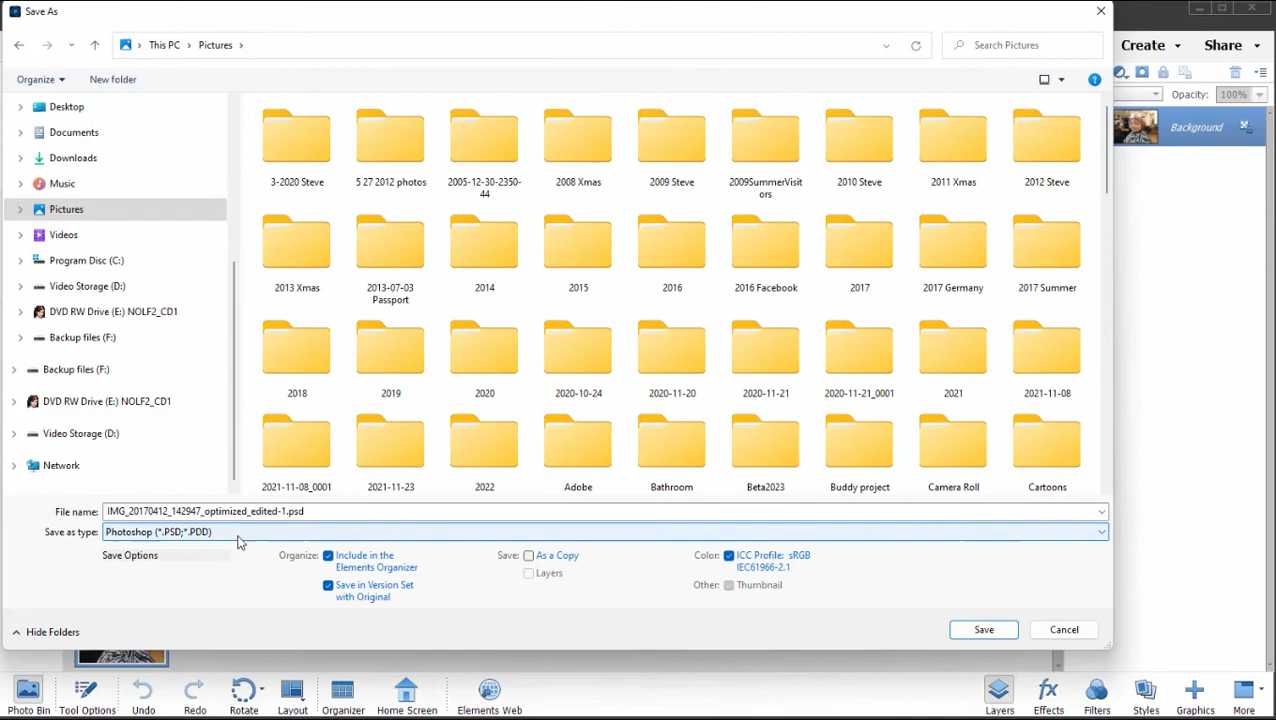 Save As
This PC
Pictures
Search Pictures
Create
Share
Organize
New folder
Opacity: 100%
Desktop
Documents
Downloads
Music
Pictures
Videos
Program Disc (C:)
Video Storage (D:)
DVD RW Drive (E:) NOLF2_CD1
Backup files (F:)
Backup files (F:)
DVD RW Drive (E:) NOLF2_CD1
Video Storage (D:)
Network
3-2020 Steve
5 27 2012 photos
2005-12-30-2350-
44
2008 Xmas
2009 Steve
2009SummerVisit
ors
2010 Steve
2011 Xmas
2012 Steve
Background
2013 Xmas
2013-07-03
Passport
2014
2015
2016
2016 Facebook
2017
2017 Germany
2017 Summer
2018
2019
2020
2020-10-24
2020-11-20
2020-11-21
2020-11-21_0001
2021
2021-11-08
2021-11-08_0001
2021-11-23
2022
Adobe
Bathroom
Beta2023
Buddy project
Camera Roll
Cartoons
File name: IMG_20170412_142947_optimized_edited-1.psd
Save as type: Photoshop (*.PSD;*.PDD)
Save Options
Organize: Include in the
Elements Organizer
Save in Version Set
with Original
Save: As a Copy
Layers
Color: ICC Profile: sRGB
IEC61966-2.1
Other: Thumbnail
Hide Folders
Save
Cancel
Photo Bin
Tool Options
Undo
Redo
Rotate
Layout
Organizer
Home Screen
Elements Web
Layers
Effects
Filters
Styles
Graphics
More